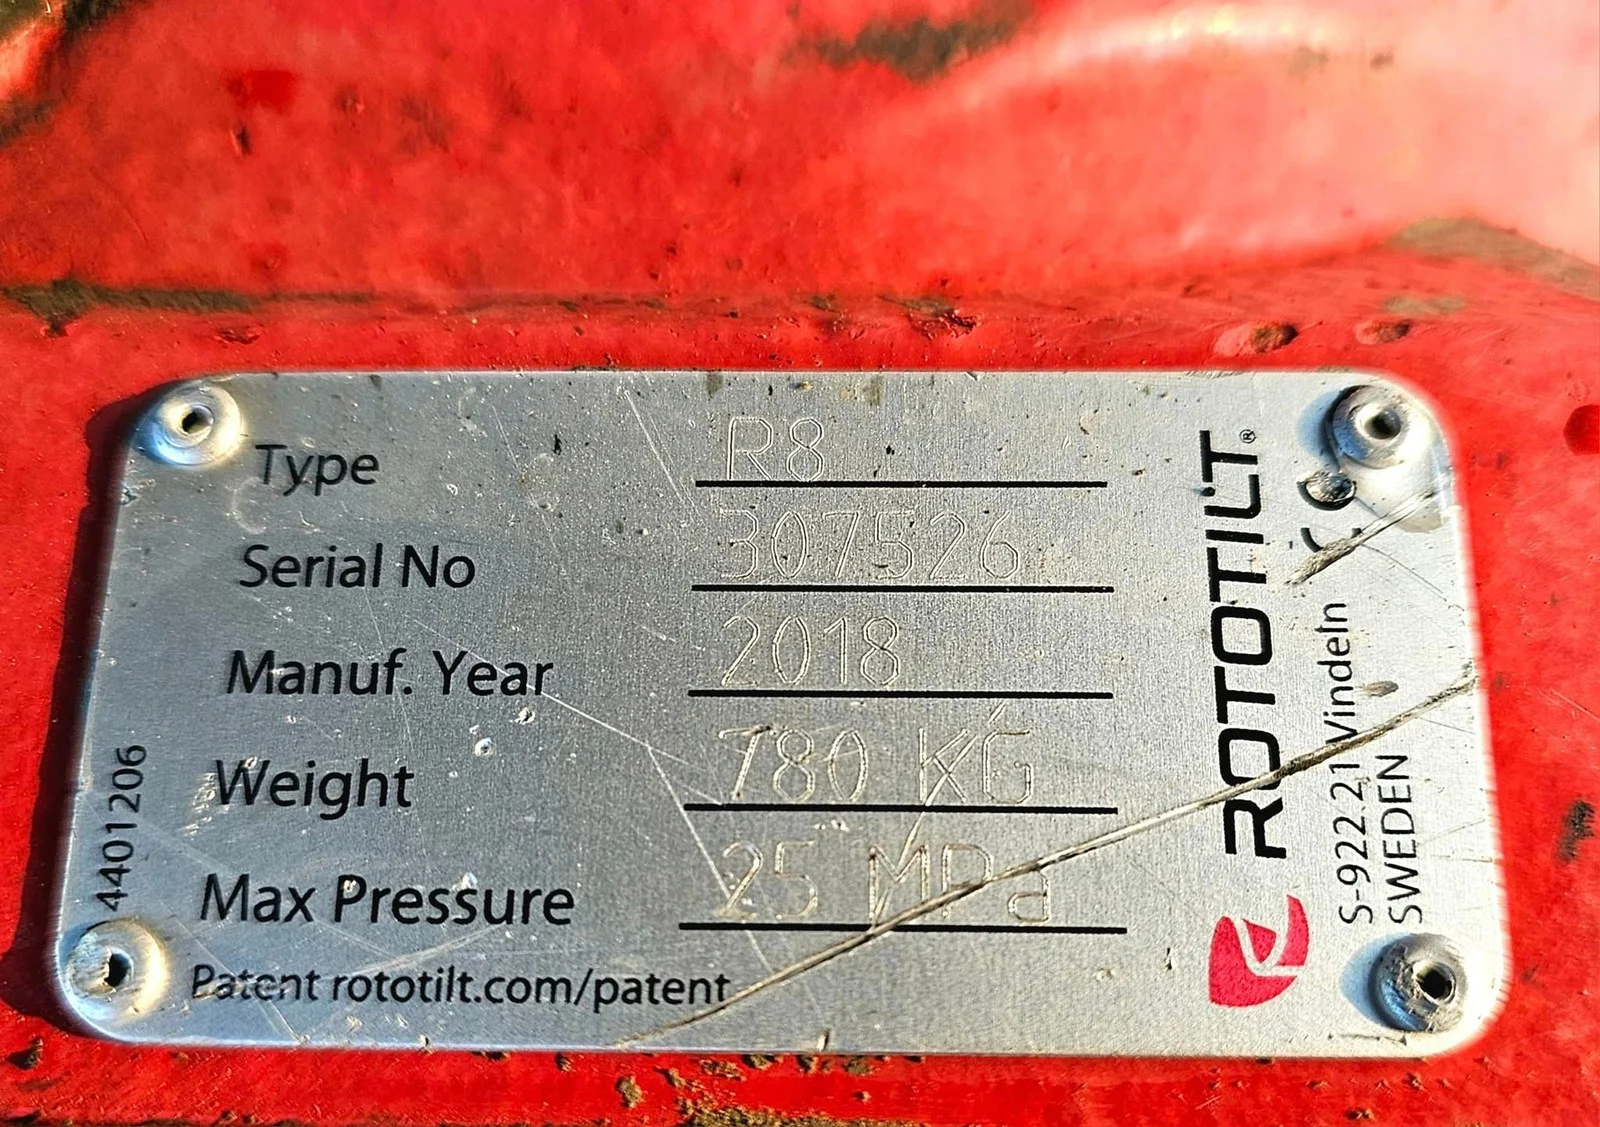 Type R8
Serial No 307526
Manuf. Year 2018
Weight 780 KG
Max Pressure 25 MPa
Patent rototilt.com/patent
4401206
ROTOTILT®
CE
S-922 21 Vindeln
SWEDEN